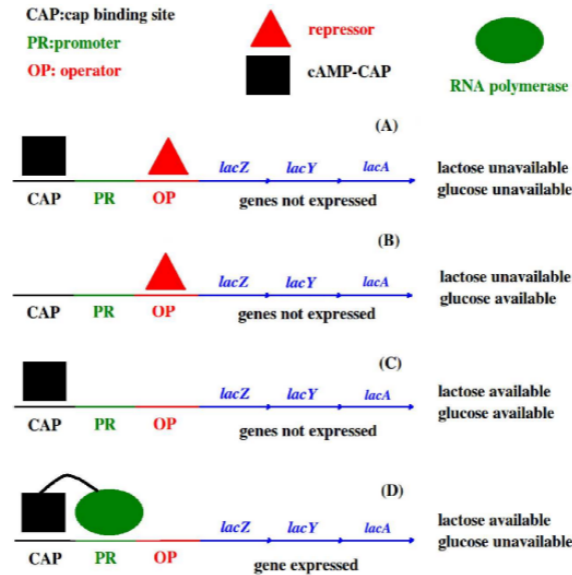 CAP:cap binding site
PR:promoter
OP: operator
repressor
cAMP-CAP
RNA polymerase
(A)
lacZ lacY lacA
CAP PR OP genes not expressed
lactose unavailable
glucose unavailable
(B)
lacZ lacY lacA
CAP PR OP genes not expressed
lactose unavailable
glucose available
(C)
lacZ lacY lacA
CAP PR OP genes not expressed
lactose available
glucose available
(D)
lacZ lacY lacA
CAP PR OP gene expressed
lactose available
glucose unavailable